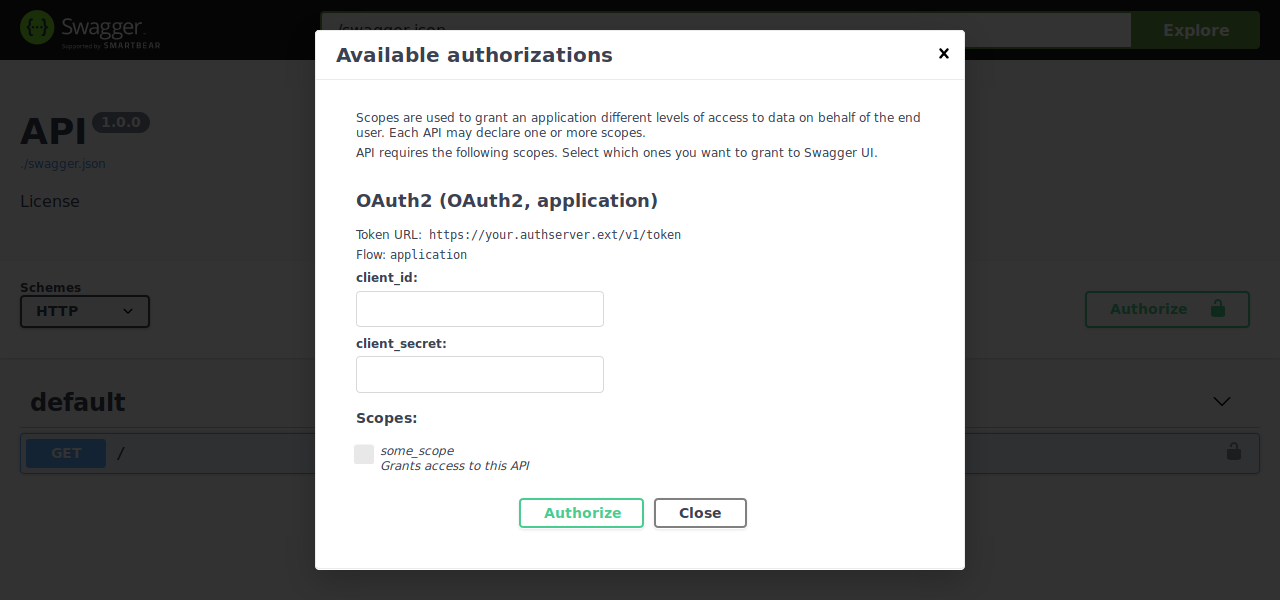 Swagger.
Supported by SMARTBEAR
./swagger.json
Explore
Available authorizations
API 1.0.0
./swagger.json
License
Scopes are used to grant an application different levels of access to data on behalf of the end
user. Each API may declare one or more scopes.
API requires the following scopes. Select which ones you want to grant to Swagger UI.
OAuth2 (OAuth2, application)
Token URL: https://your.authserver.ext/v1/token
Flow: application
client_id:
Schemes
HTTP
Authorize
client_secret:
default
Scopes:
GET /
some_scope
Grants access to this API
Authorize
Close